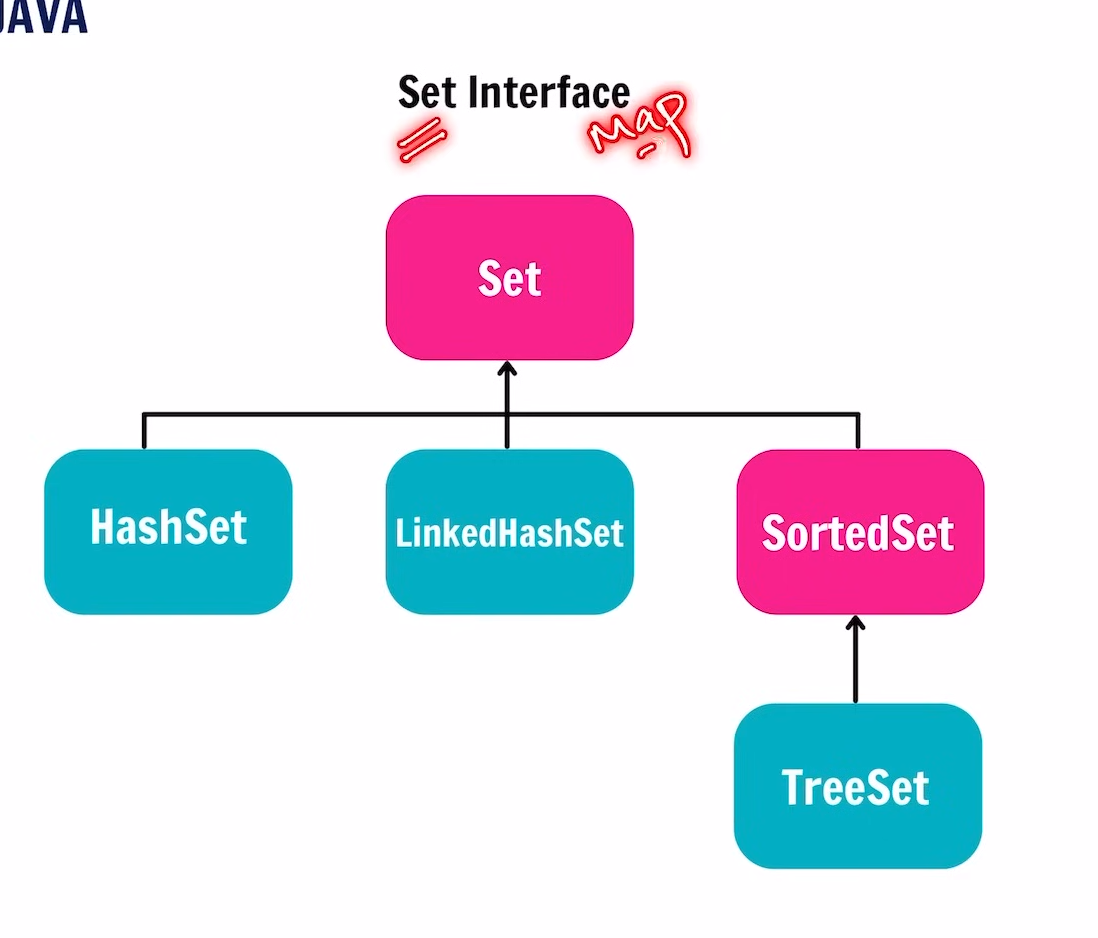 JAVA
Set Interface
Map
Set
HashSet
LinkedHashSet
SortedSet
TreeSet